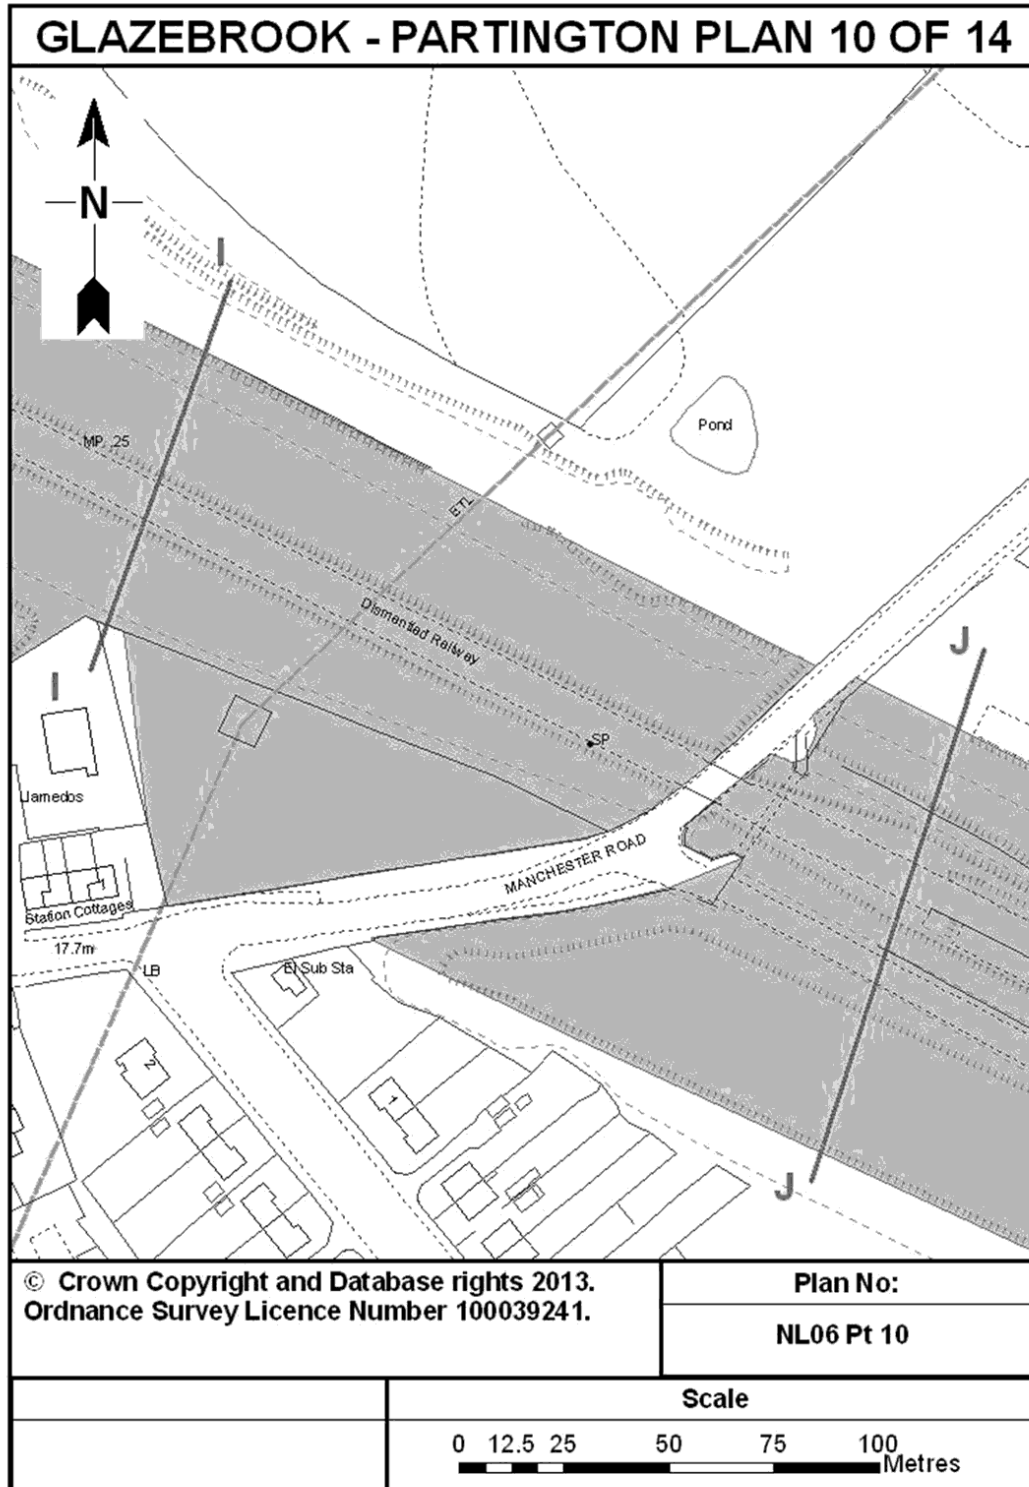 GLAZEBROOK - PARTINGTON PLAN 10 OF 14
N
I
MP .25
Pond
ETL
Dismantled Railway
J
I
SP
Llamedos
MANCHESTER ROAD
1
Station Cottages
17.7m
LB
El Sub Sta
2
1
J
© Crown Copyright and Database rights 2013.
Ordnance Survey Licence Number 100039241.
Plan No:
NL06 Pt 10
Scale
0 12.5 25 50 75 100
Metres